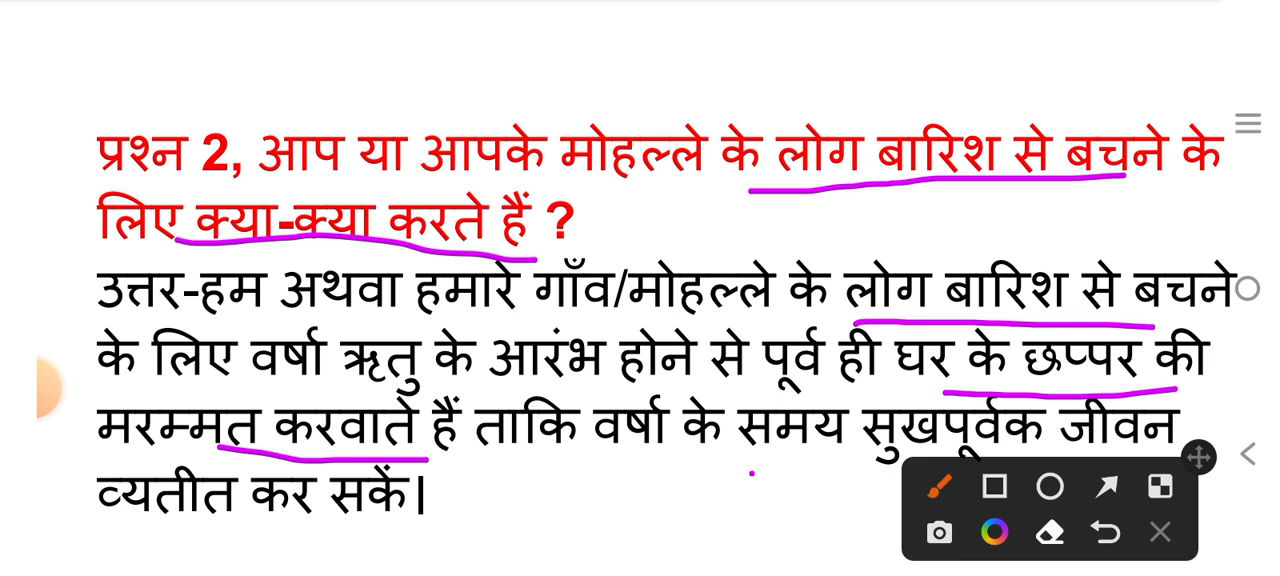 प्रश्न 2, आप या आपके मोहल्ले के लोग बारिश से बचने के
लिए क्या-क्या करते हैं ?
उत्तर-हम अथवा हमारे गाँव/मोहल्ले के लोग बारिश से बचने
के लिए वर्षा ऋतु के आरंभ होने से पूर्व ही घर के छप्पर की
मरम्मत करवाते हैं ताकि वर्षा के समय सुखपूर्वक जीवन
व्यतीत कर सकें।